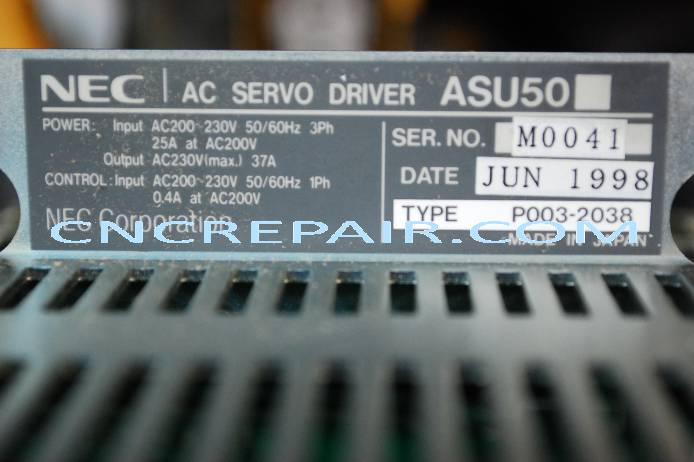 NEC AC SERVO DRIVER ASU50
POWER: Input AC200~230V 50/60Hz 3Ph
25A at AC200V
Output AC230V(max.) 37A
CONTROL: Input AC200~230V 50/60Hz 1Ph
0.4A at AC200V
NEC Corporation
SER. NO. M0041
DATE JUN 1998
TYPE P003-2038
MADE IN JAPAN
CNCREPAIR.COM